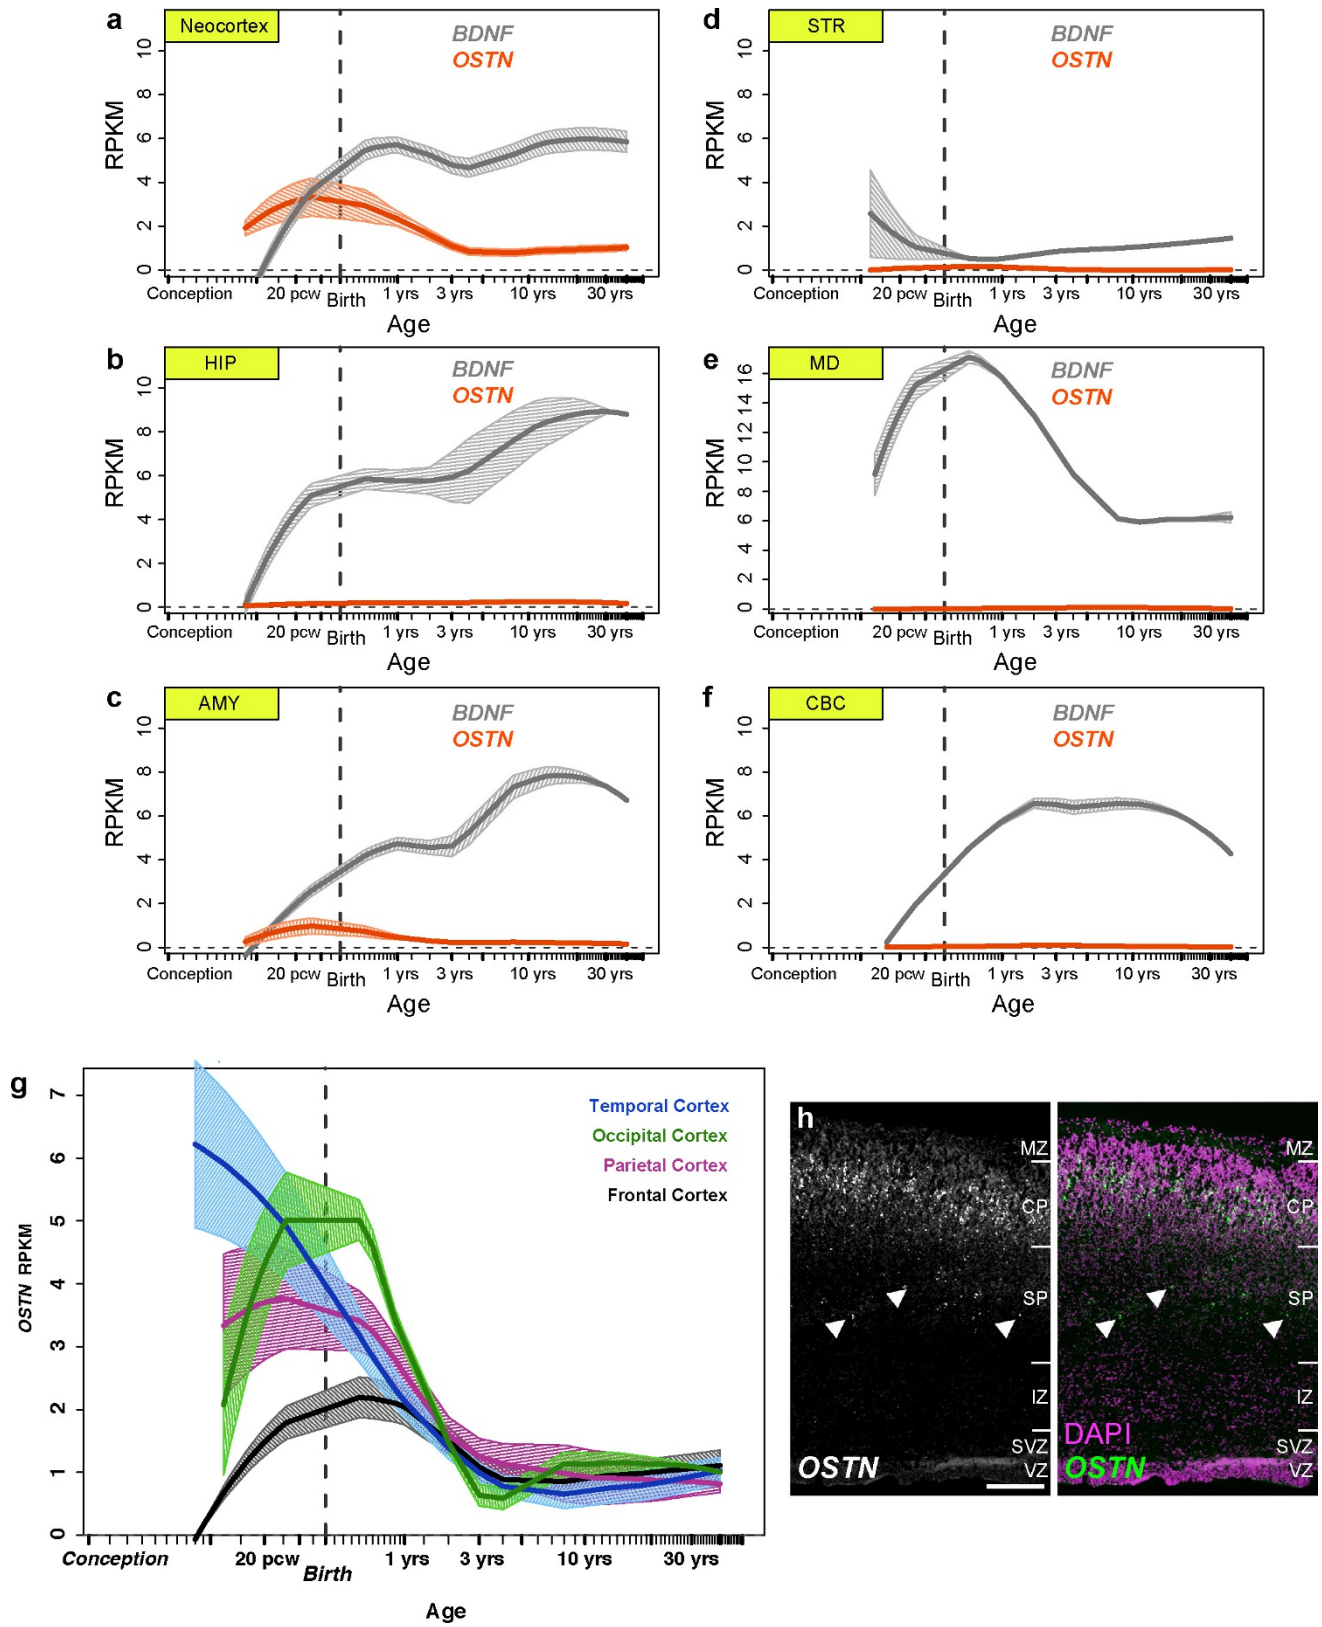 a
Neocortex
BDNF
OSTN
10
8
6
4
2
0
RPKM
Conception 20 pcw Birth 1 yrs 3 yrs 10 yrs 30 yrs
Age
d
STR
BDNF
OSTN
10
8
6
4
2
0
RPKM
Conception 20 pcw Birth 1 yrs 3 yrs 10 yrs 30 yrs
Age
b
HIP
BDNF
OSTN
10
8
6
4
2
0
RPKM
Conception 20 pcw Birth 1 yrs 3 yrs 10 yrs 30 yrs
Age
e
MD
BDNF
OSTN
16
14
12
10
8
6
4
2
0
RPKM
Conception 20 pcw Birth 1 yrs 3 yrs 10 yrs 30 yrs
Age
c
AMY
BDNF
OSTN
10
8
6
4
2
0
RPKM
Conception 20 pcw Birth 1 yrs 3 yrs 10 yrs 30 yrs
Age
f
CBC
BDNF
OSTN
10
8
6
4
2
0
RPKM
Conception 20 pcw Birth 1 yrs 3 yrs 10 yrs 30 yrs
Age
g
Temporal Cortex
Occipital Cortex
Parietal Cortex
Frontal Cortex
7
6
5
4
3
2
1
0
OSTN RPKM
Conception 20 pcw Birth 1 yrs 3 yrs 10 yrs 30 yrs
Age
h
MZ
CP
SP
IZ
SVZ
VZ
OSTN
MZ
CP
SP
IZ
SVZ
VZ
DAPI
OSTN